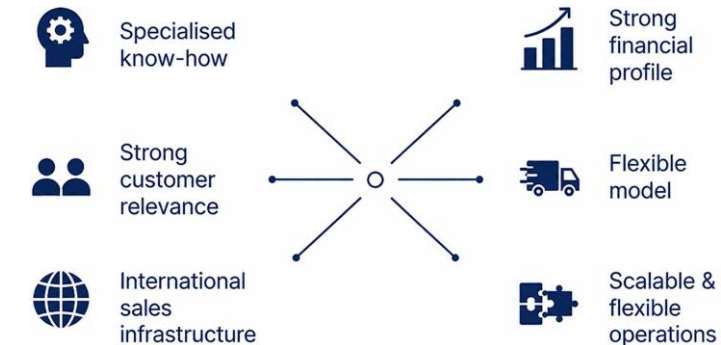 Specialised
know-how
Strong
customer
relevance
International
sales
infrastructure
Strong
financial
profile
Flexible
model
Scalable &
flexible
operations